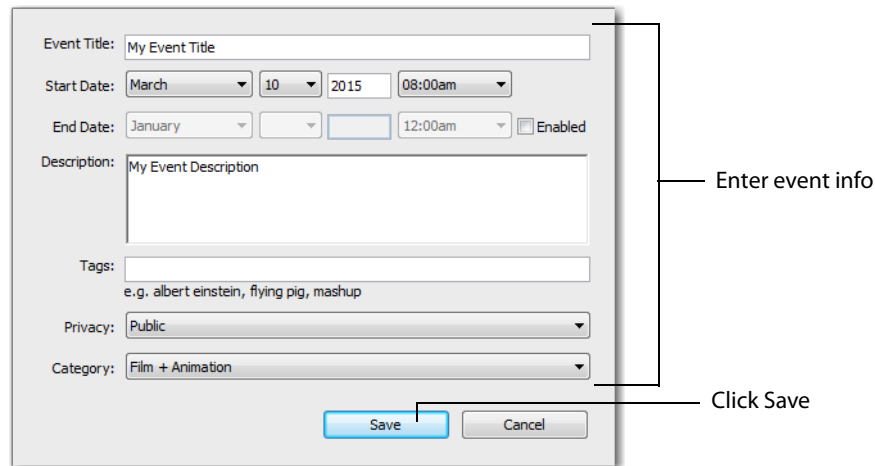 Event Title: My Event Title
Start Date: March 10 2015 08:00am
End Date: January 12:00am Enabled
Description: My Event Description
Enter event info
Tags:
e.g. albert einstein, flying pig, mashup
Privacy: Public
Category: Film + Animation
Click Save
Save Cancel